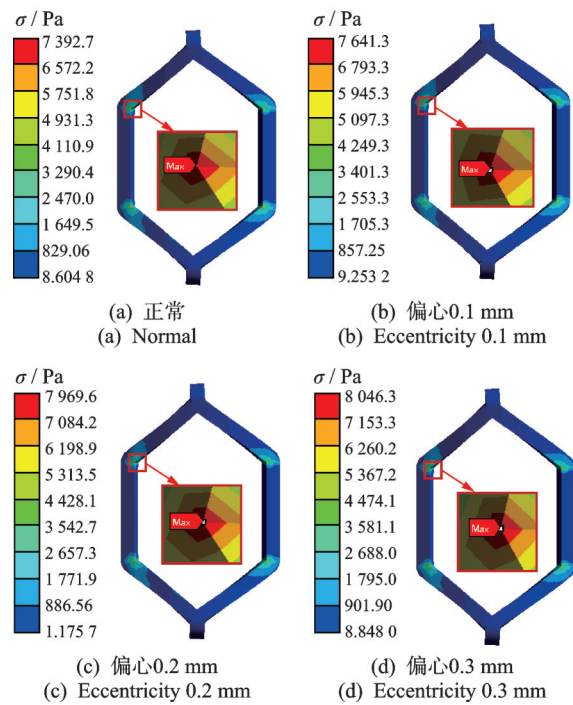 σ / Pa
7 392.7
6 572.2
5 751.8
4 931.3
4 110.9
3 290.4
2 470.0
1 649.5
829.06
8.604 8
Max
(a) 正常
(a) Normal
σ / Pa
7 641.3
6 793.3
5 945.3
5 097.3
4 249.3
3 401.3
2 553.3
1 705.3
857.25
9.253 2
Max
(b) 偏心0.1 mm
(b) Eccentricity 0.1 mm
σ / Pa
7 969.6
7 084.2
6 198.9
5 313.5
4 428.1
3 542.7
2 657.3
1 771.9
886.56
1.175 7
Max
(c) 偏心0.2 mm
(c) Eccentricity 0.2 mm
σ / Pa
8 046.3
7 153.3
6 260.2
5 367.2
4 474.1
3 581.1
2 688.0
1 795.0
901.90
8.848 0
Max
(d) 偏心0.3 mm
(d) Eccentricity 0.3 mm